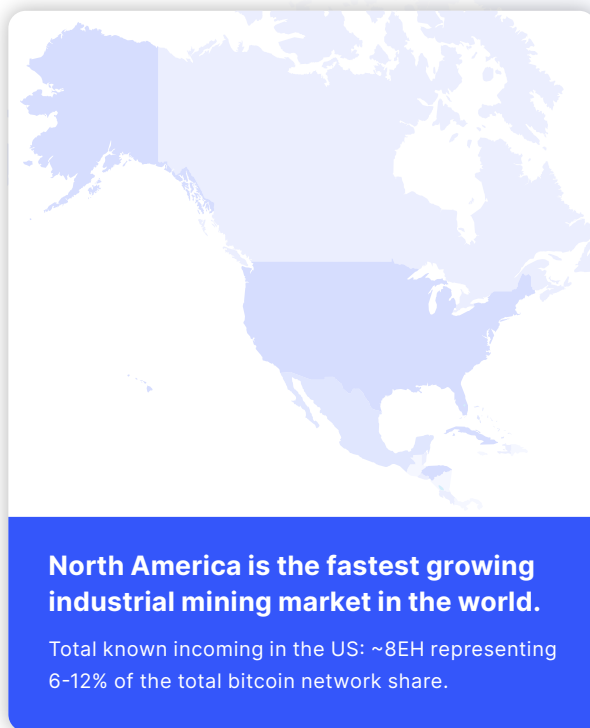 North America is the fastest growing
industrial mining market in the world.
Total known incoming in the US: ~8EH representing
6-12% of the total bitcoin network share.